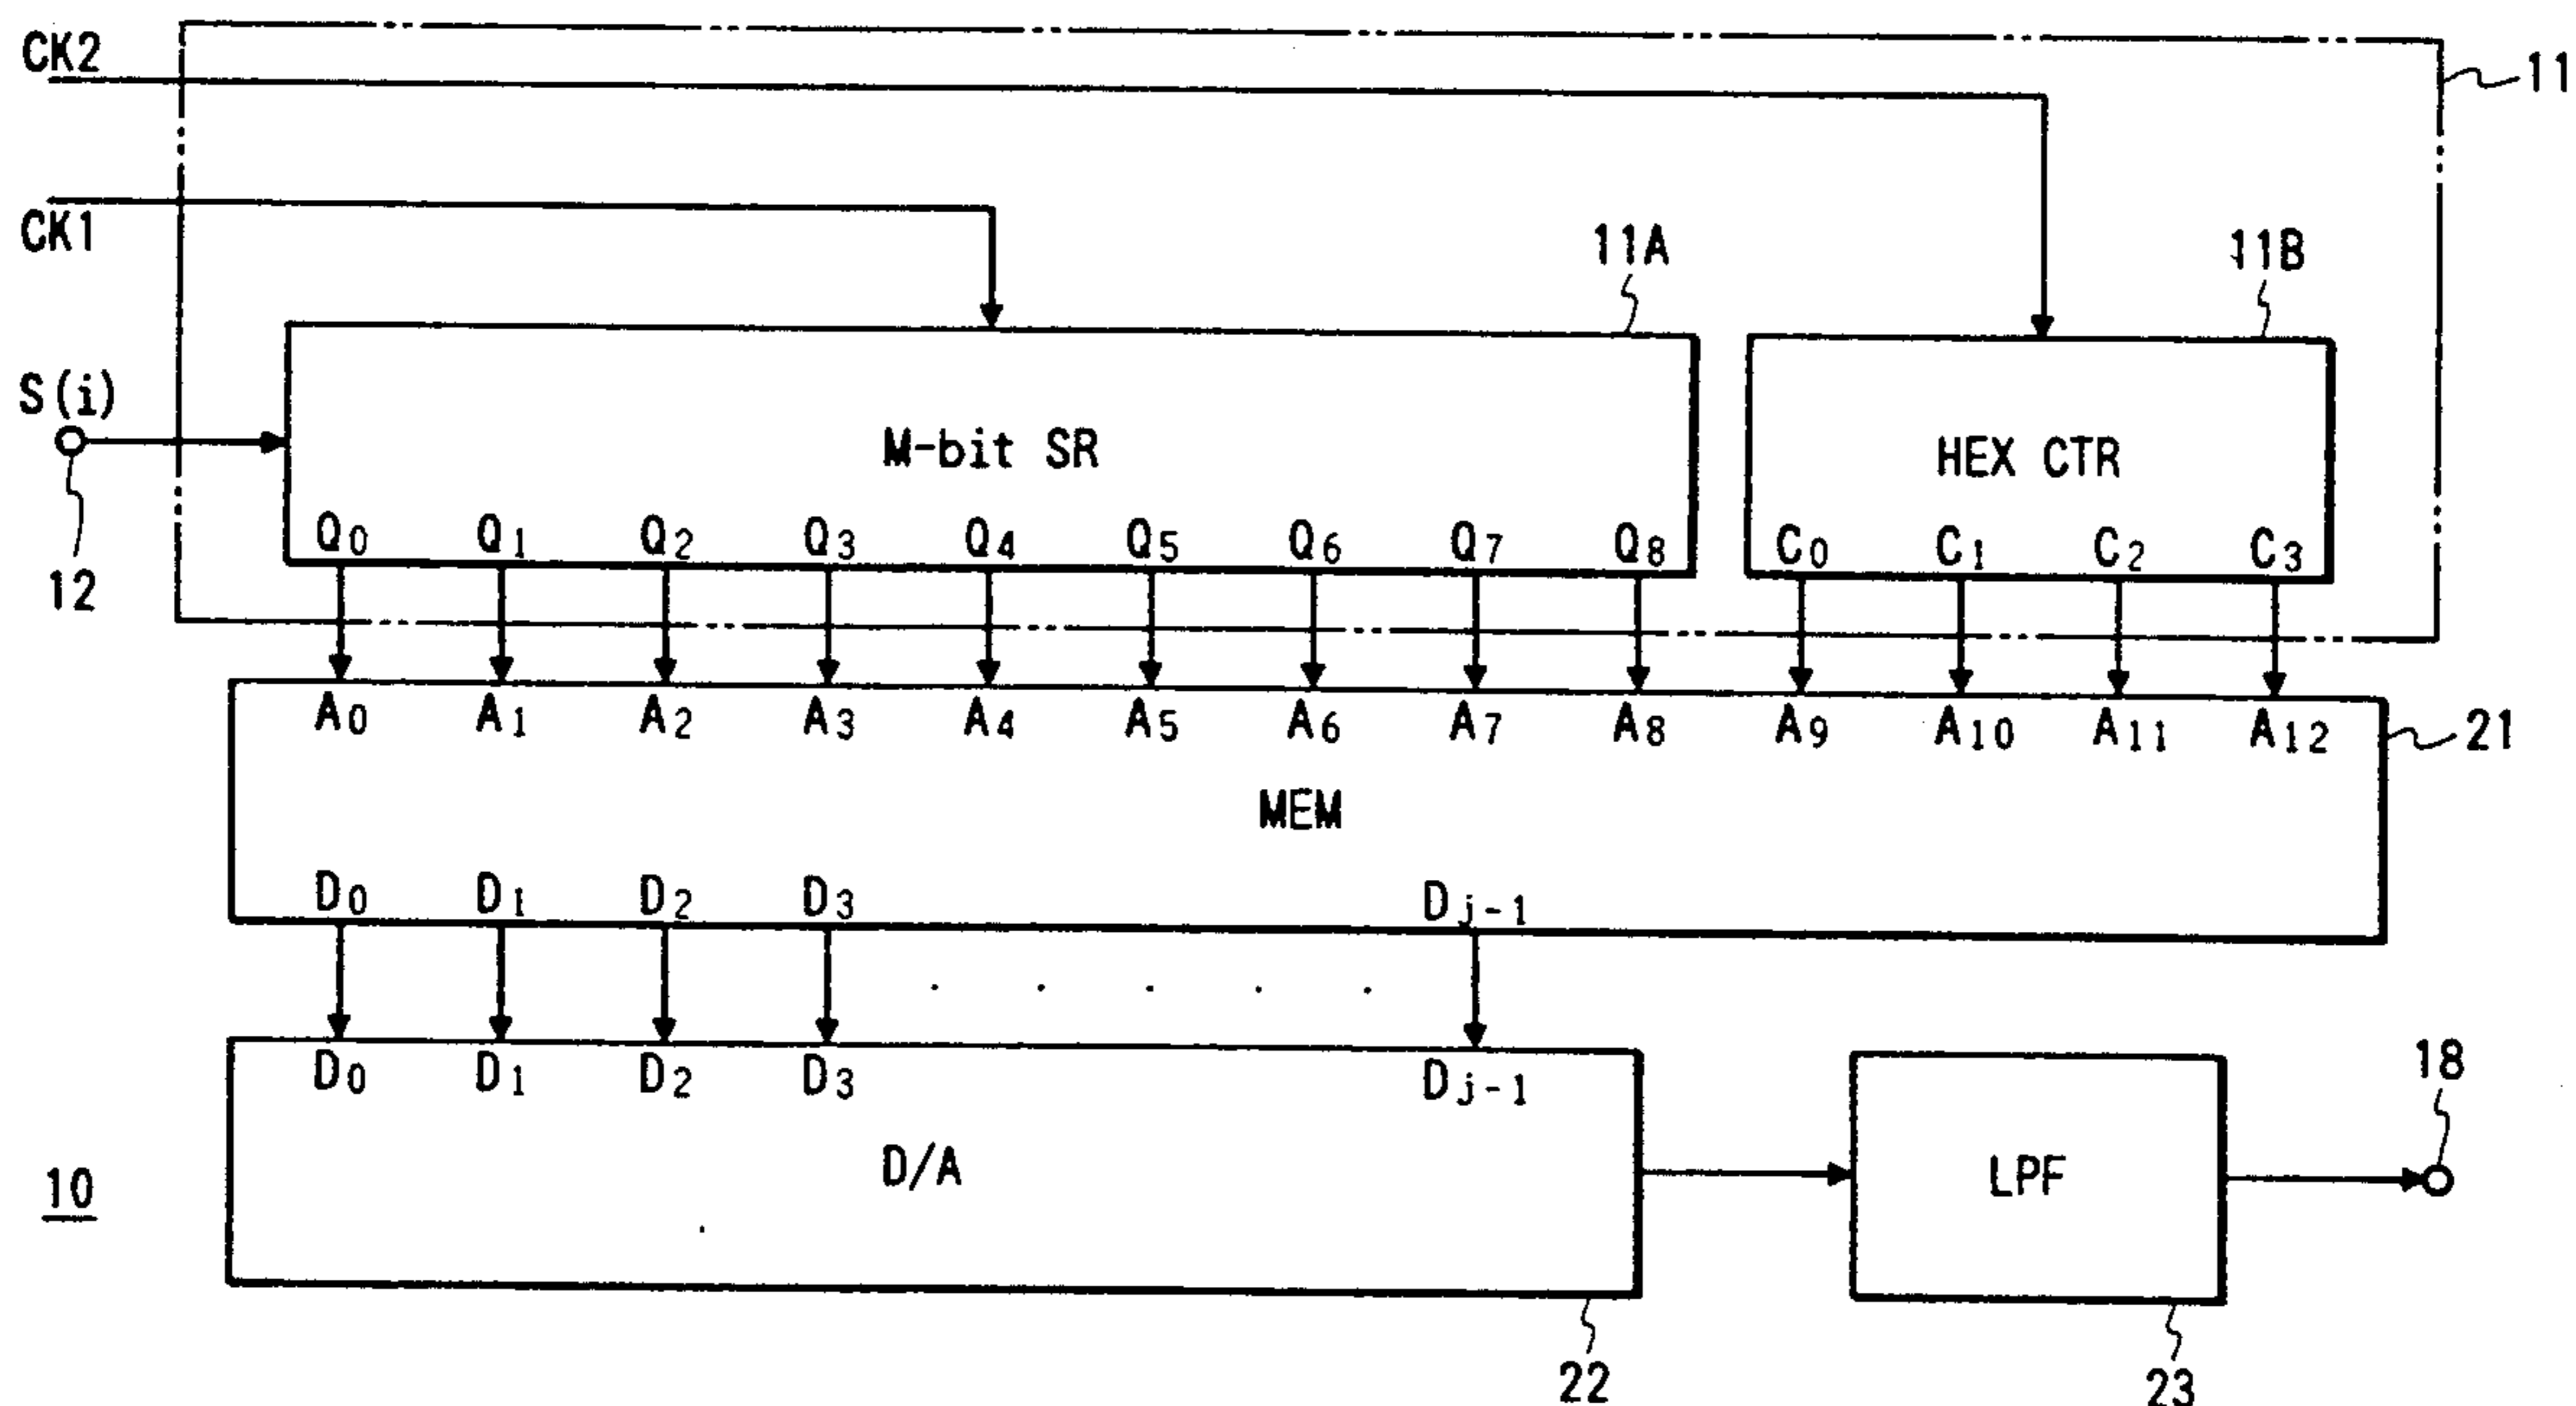 CK2
11
CK1
11A
11B
S(i)
M-bit SR
HEX CTR
Q0 Q1 Q2 Q3 Q4 Q5 Q6 Q7 Q8 C0 C1 C2 C3
12
A0 A1 A2 A3 A4 A5 A6 A7 A8 A9 A10 A11 A12
21
MEM
D0 D1 D2 D3 Dj-1
. . . . .
D0 D1 D2 D3 Dj-1
18
D/A
LPF
10
22
23